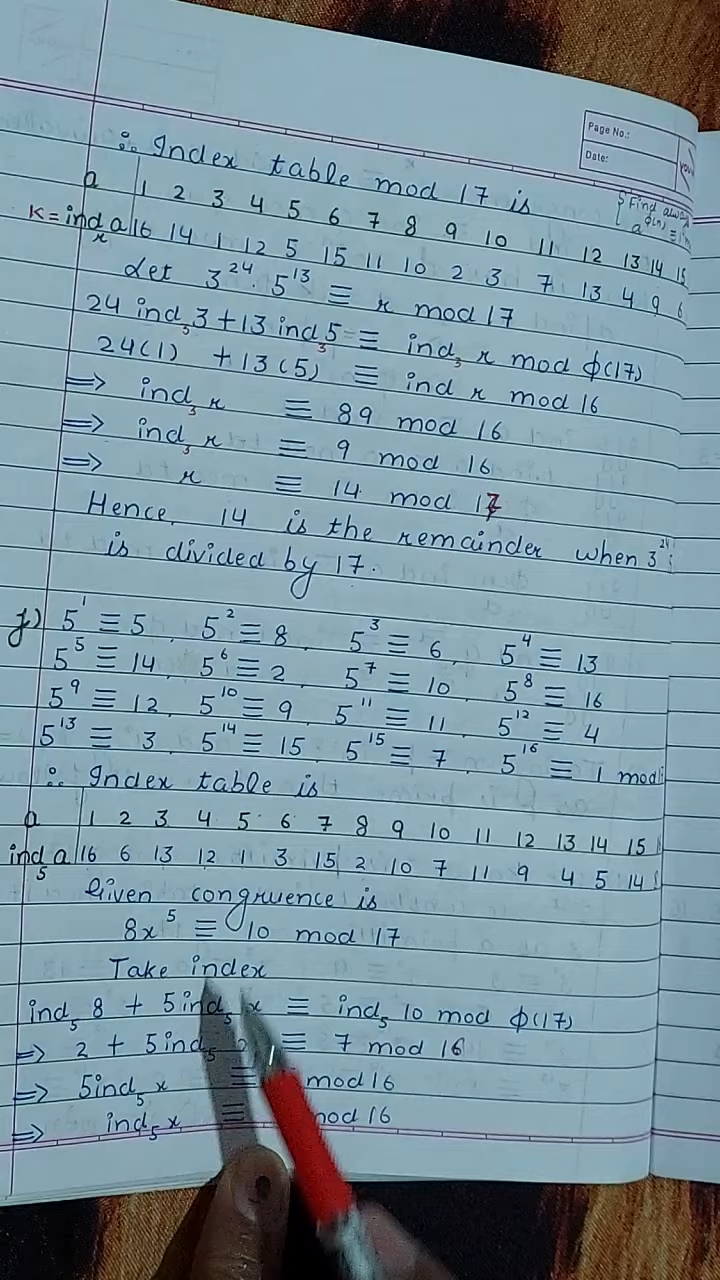 Page No.:
Date:
∴ Index table mod 17 is
{ Find
a^ϕ(n) ≡
a | 1 2 3 4 5 6 7 8 9 10 11 12 13 14 15
K = ind_r a | 16 14 1 12 5 15 11 10 2 3 7 13 4 9 6
Let 3^24 · 5^13 ≡ x mod 17
24 ind_3 3 + 13 ind_3 5 ≡ ind_3 x mod ϕ(17)
24(1) + 13(5) ≡ ind x mod 16
⇒ ind_3 x ≡ 89 mod 16
⇒ ind_3 x ≡ 9 mod 16
⇒ x ≡ 14 mod 17
Hence, 14 is the remainder when 3^24
is divided by 17.
f) 5^1 ≡ 5, 5^2 ≡ 8, 5^3 ≡ 6, 5^4 ≡ 13
5^5 ≡ 14, 5^6 ≡ 2, 5^7 ≡ 10, 5^8 ≡ 16
5^9 ≡ 12, 5^10 ≡ 9, 5^11 ≡ 11, 5^12 ≡ 4
5^13 ≡ 3, 5^14 ≡ 15, 5^15 ≡ 7, 5^16 ≡ 1 mod
∴ Index table is
a | 1 2 3 4 5 6 7 8 9 10 11 12 13 14 15
ind_5 a | 16 6 13 12 1 3 15 2 10 7 11 9 4 5 14
Given congruence is
8x^5 ≡ 10 mod 17
Take index
ind_5 8 + 5 ind_5 x ≡ ind_5 10 mod ϕ(17)
⇒ 2 + 5 ind_5 ≡ 7 mod 16
⇒ 5 ind_5 x ≡ mod 16
⇒ ind_5 x ≡ mod 16